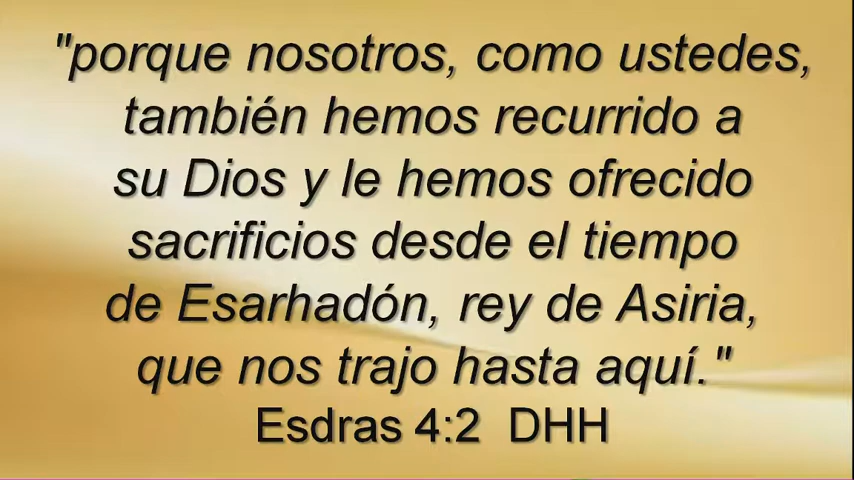 "porque nosotros, como ustedes,
también hemos recurrido a
su Dios y le hemos ofrecido
sacrificios desde el tiempo
de Esarhadón, rey de Asiria,
que nos trajo hasta aquí."
Esdras 4:2 DHH